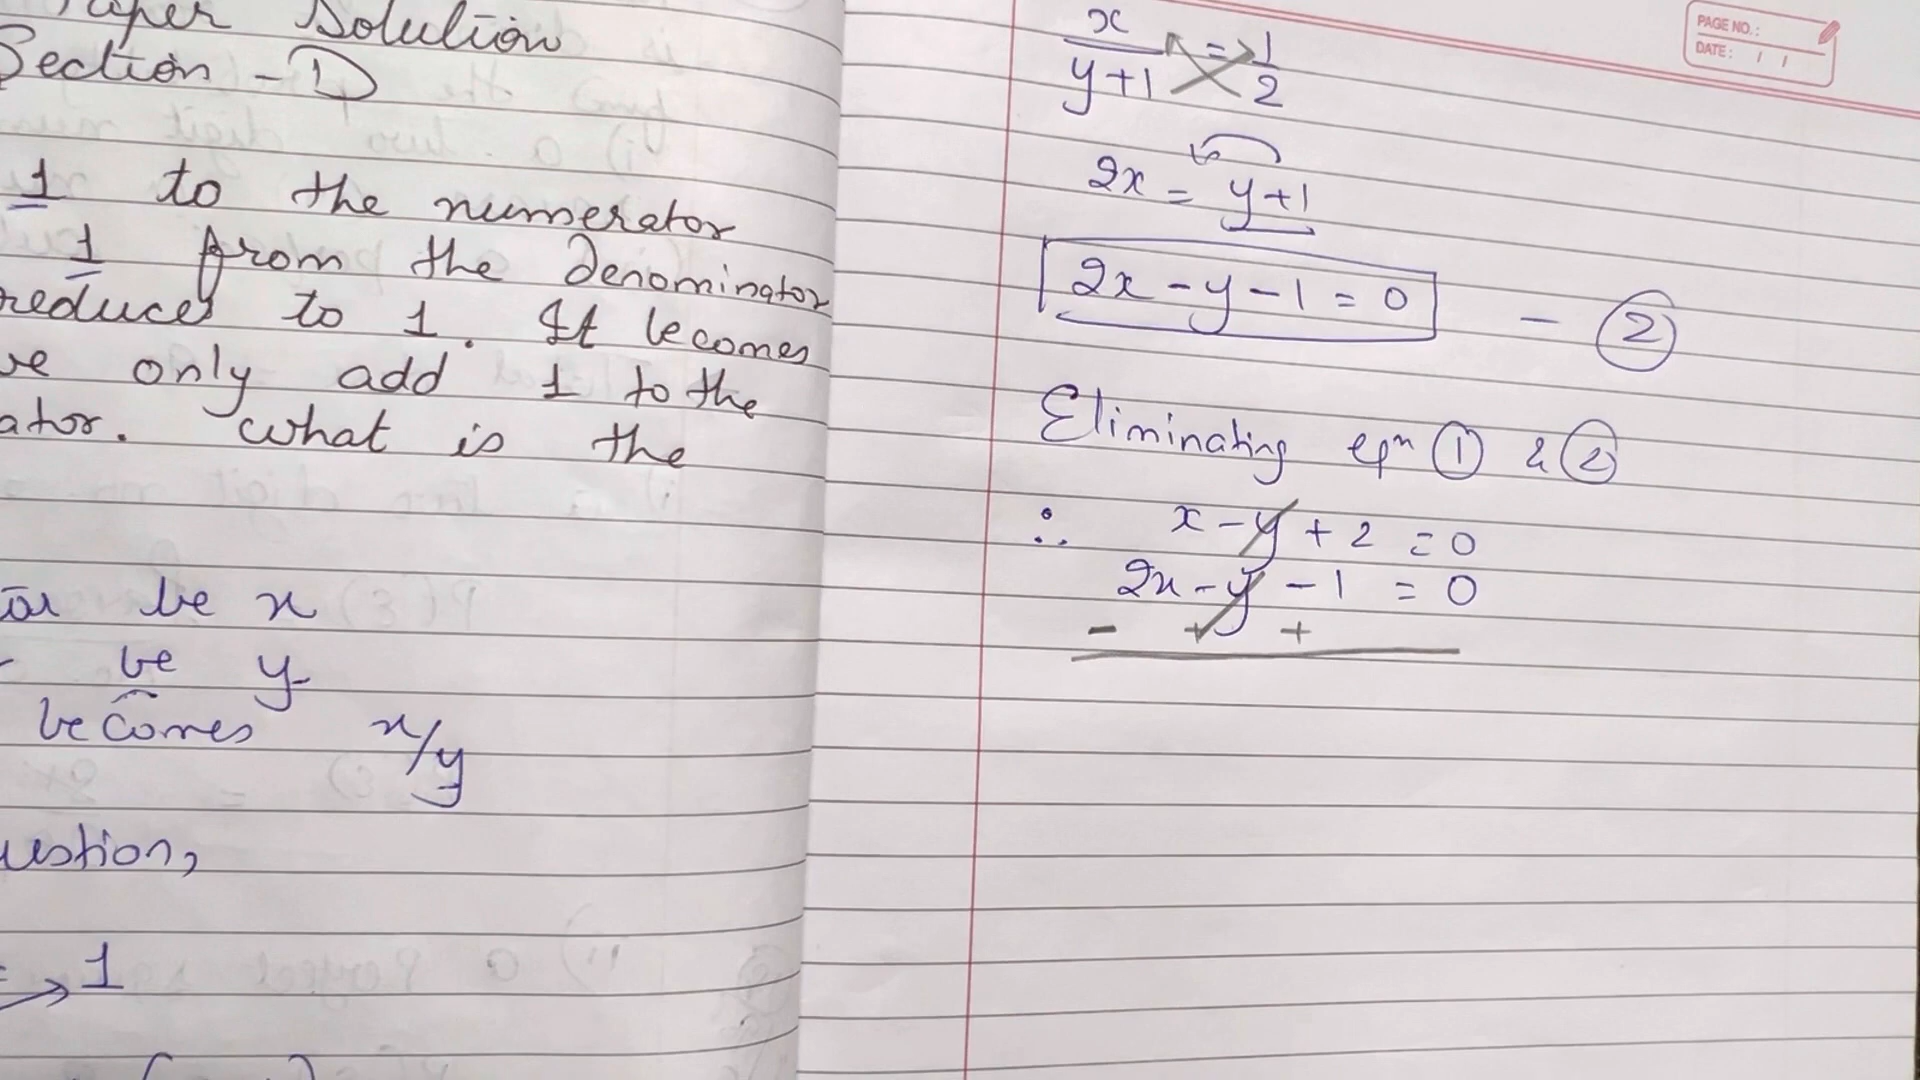 Paper Solution
Section - D
1 to the numerator
1 from the denominator
reduces to 1. It becomes
only add 1 to the
what is the
be x
be y
becomes x/y
= 1
x/y+1 = 1/2
2x = y+1
2x - y - 1 = 0 - ②
Eliminating eqn ① & ②
∴ x - y + 2 = 0
2x - y - 1 = 0
- + +
PAGE NO.:
DATE: / /